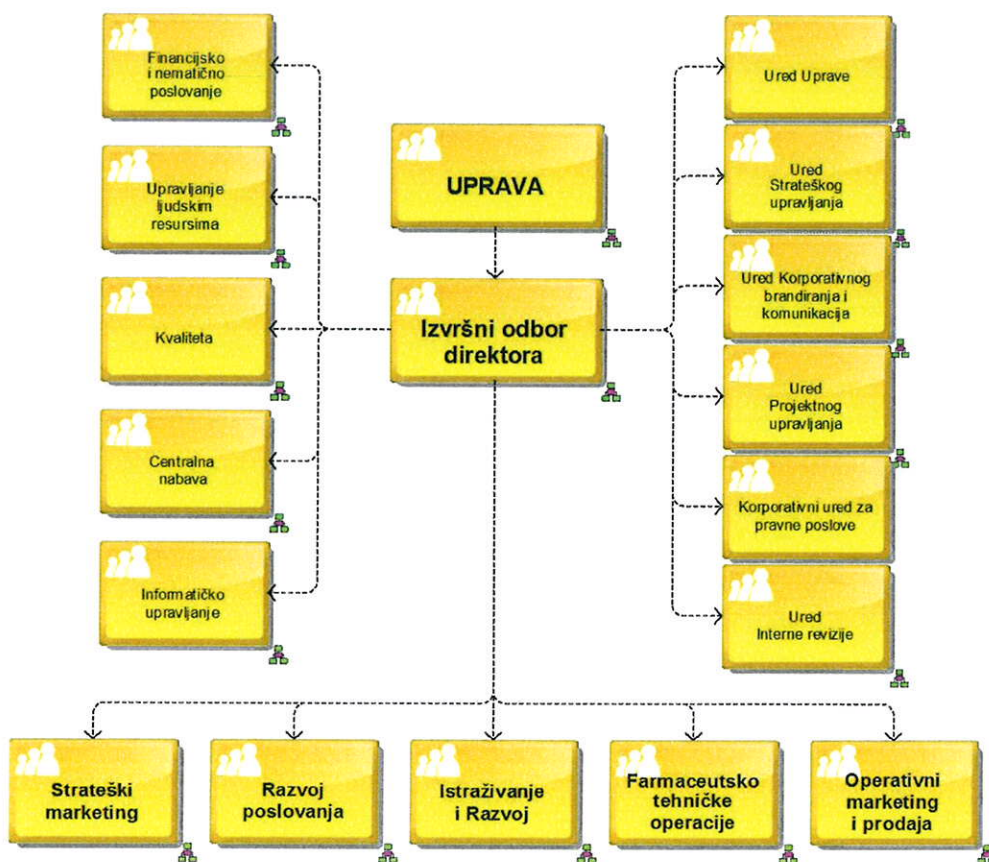 Financijsko
i nematično
poslovanje
Upravljanje
ljudskim
resursima
Kvaliteta
Centralna
nabava
Informatičko
upravljanje
UPRAVA
Izvršni odbor
direktora
Ured Uprave
Ured
Strateškog
upravljanja
Ured Korporativnog
brandiranja i
komunikacija
Ured
Projektnog
upravljanja
Korporativni ured za
pravne poslove
Ured
Interne revizije
Strateški
marketing
Razvoj
poslovanja
Istraživanje
i Razvoj
Farmaceutsko
tehničke
operacije
Operativni
marketing
i prodaja